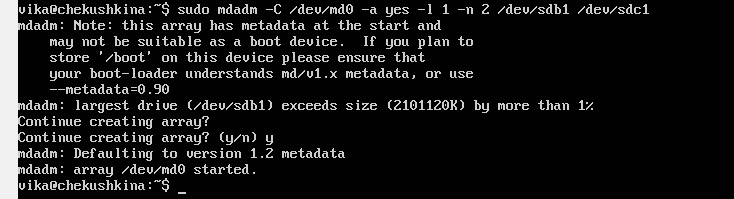 vika@chekushkina:~$ sudo mdadm -C /dev/md0 -a yes -l 1 -n 2 /dev/sdb1 /dev/sdc1
mdadm: Note: this array has metadata at the start and
    may not be suitable as a boot device.  If you plan to
    store '/boot' on this device please ensure that
    your boot-loader understands md/v1.x metadata, or use
    --metadata=0.90
mdadm: largest drive (/dev/sdb1) exceeds size (2101120K) by more than 1%
Continue creating array?
Continue creating array? (y/n) y
mdadm: Defaulting to version 1.2 metadata
mdadm: array /dev/md0 started.
vika@chekushkina:~$ _